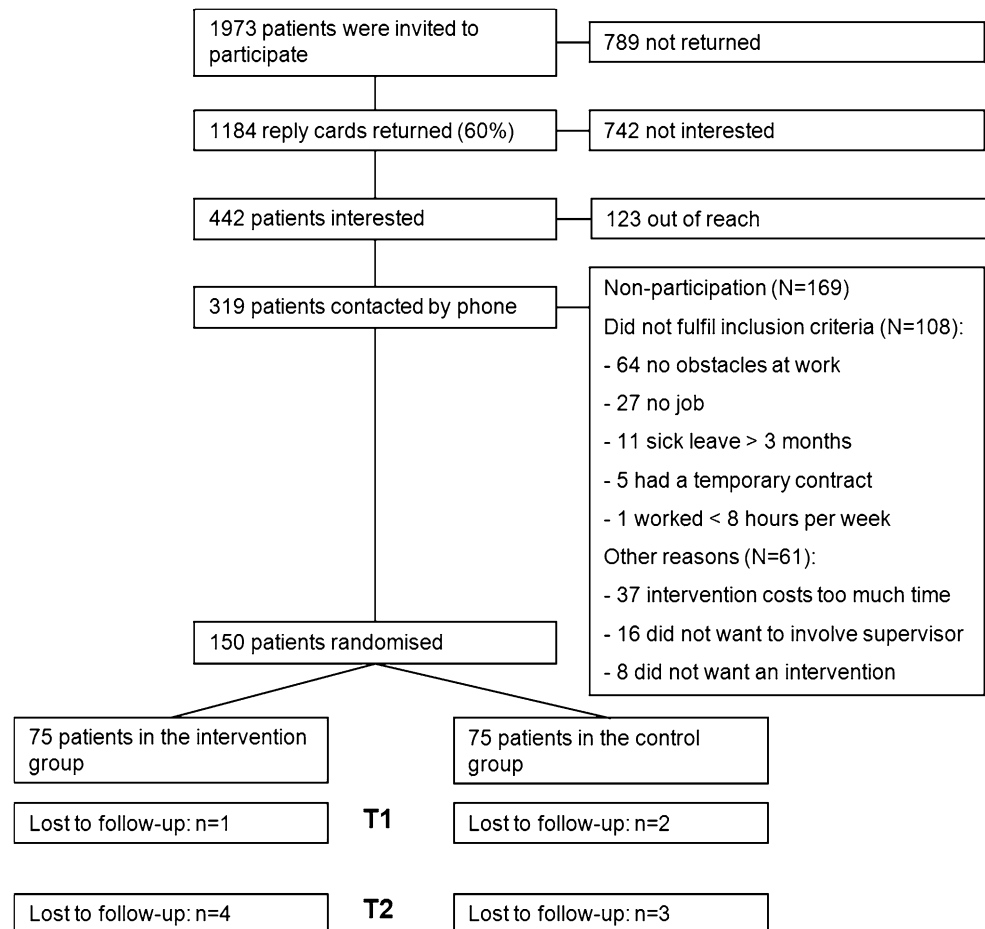 1973 patients were invited to
participate
789 not returned
1184 reply cards returned (60%)
742 not interested
442 patients interested
123 out of reach
319 patients contacted by phone
Non-participation (N=169)
Did not fulfil inclusion criteria (N=108):
- 64 no obstacles at work
- 27 no job
- 11 sick leave > 3 months
- 5 had a temporary contract
- 1 worked < 8 hours per week
Other reasons (N=61):
- 37 intervention costs too much time
- 16 did not want to involve supervisor
- 8 did not want an intervention
150 patients randomised
75 patients in the intervention
group
75 patients in the control
group
Lost to follow-up: n=1
T1
Lost to follow-up: n=2
Lost to follow-up: n=4
T2
Lost to follow-up: n=3